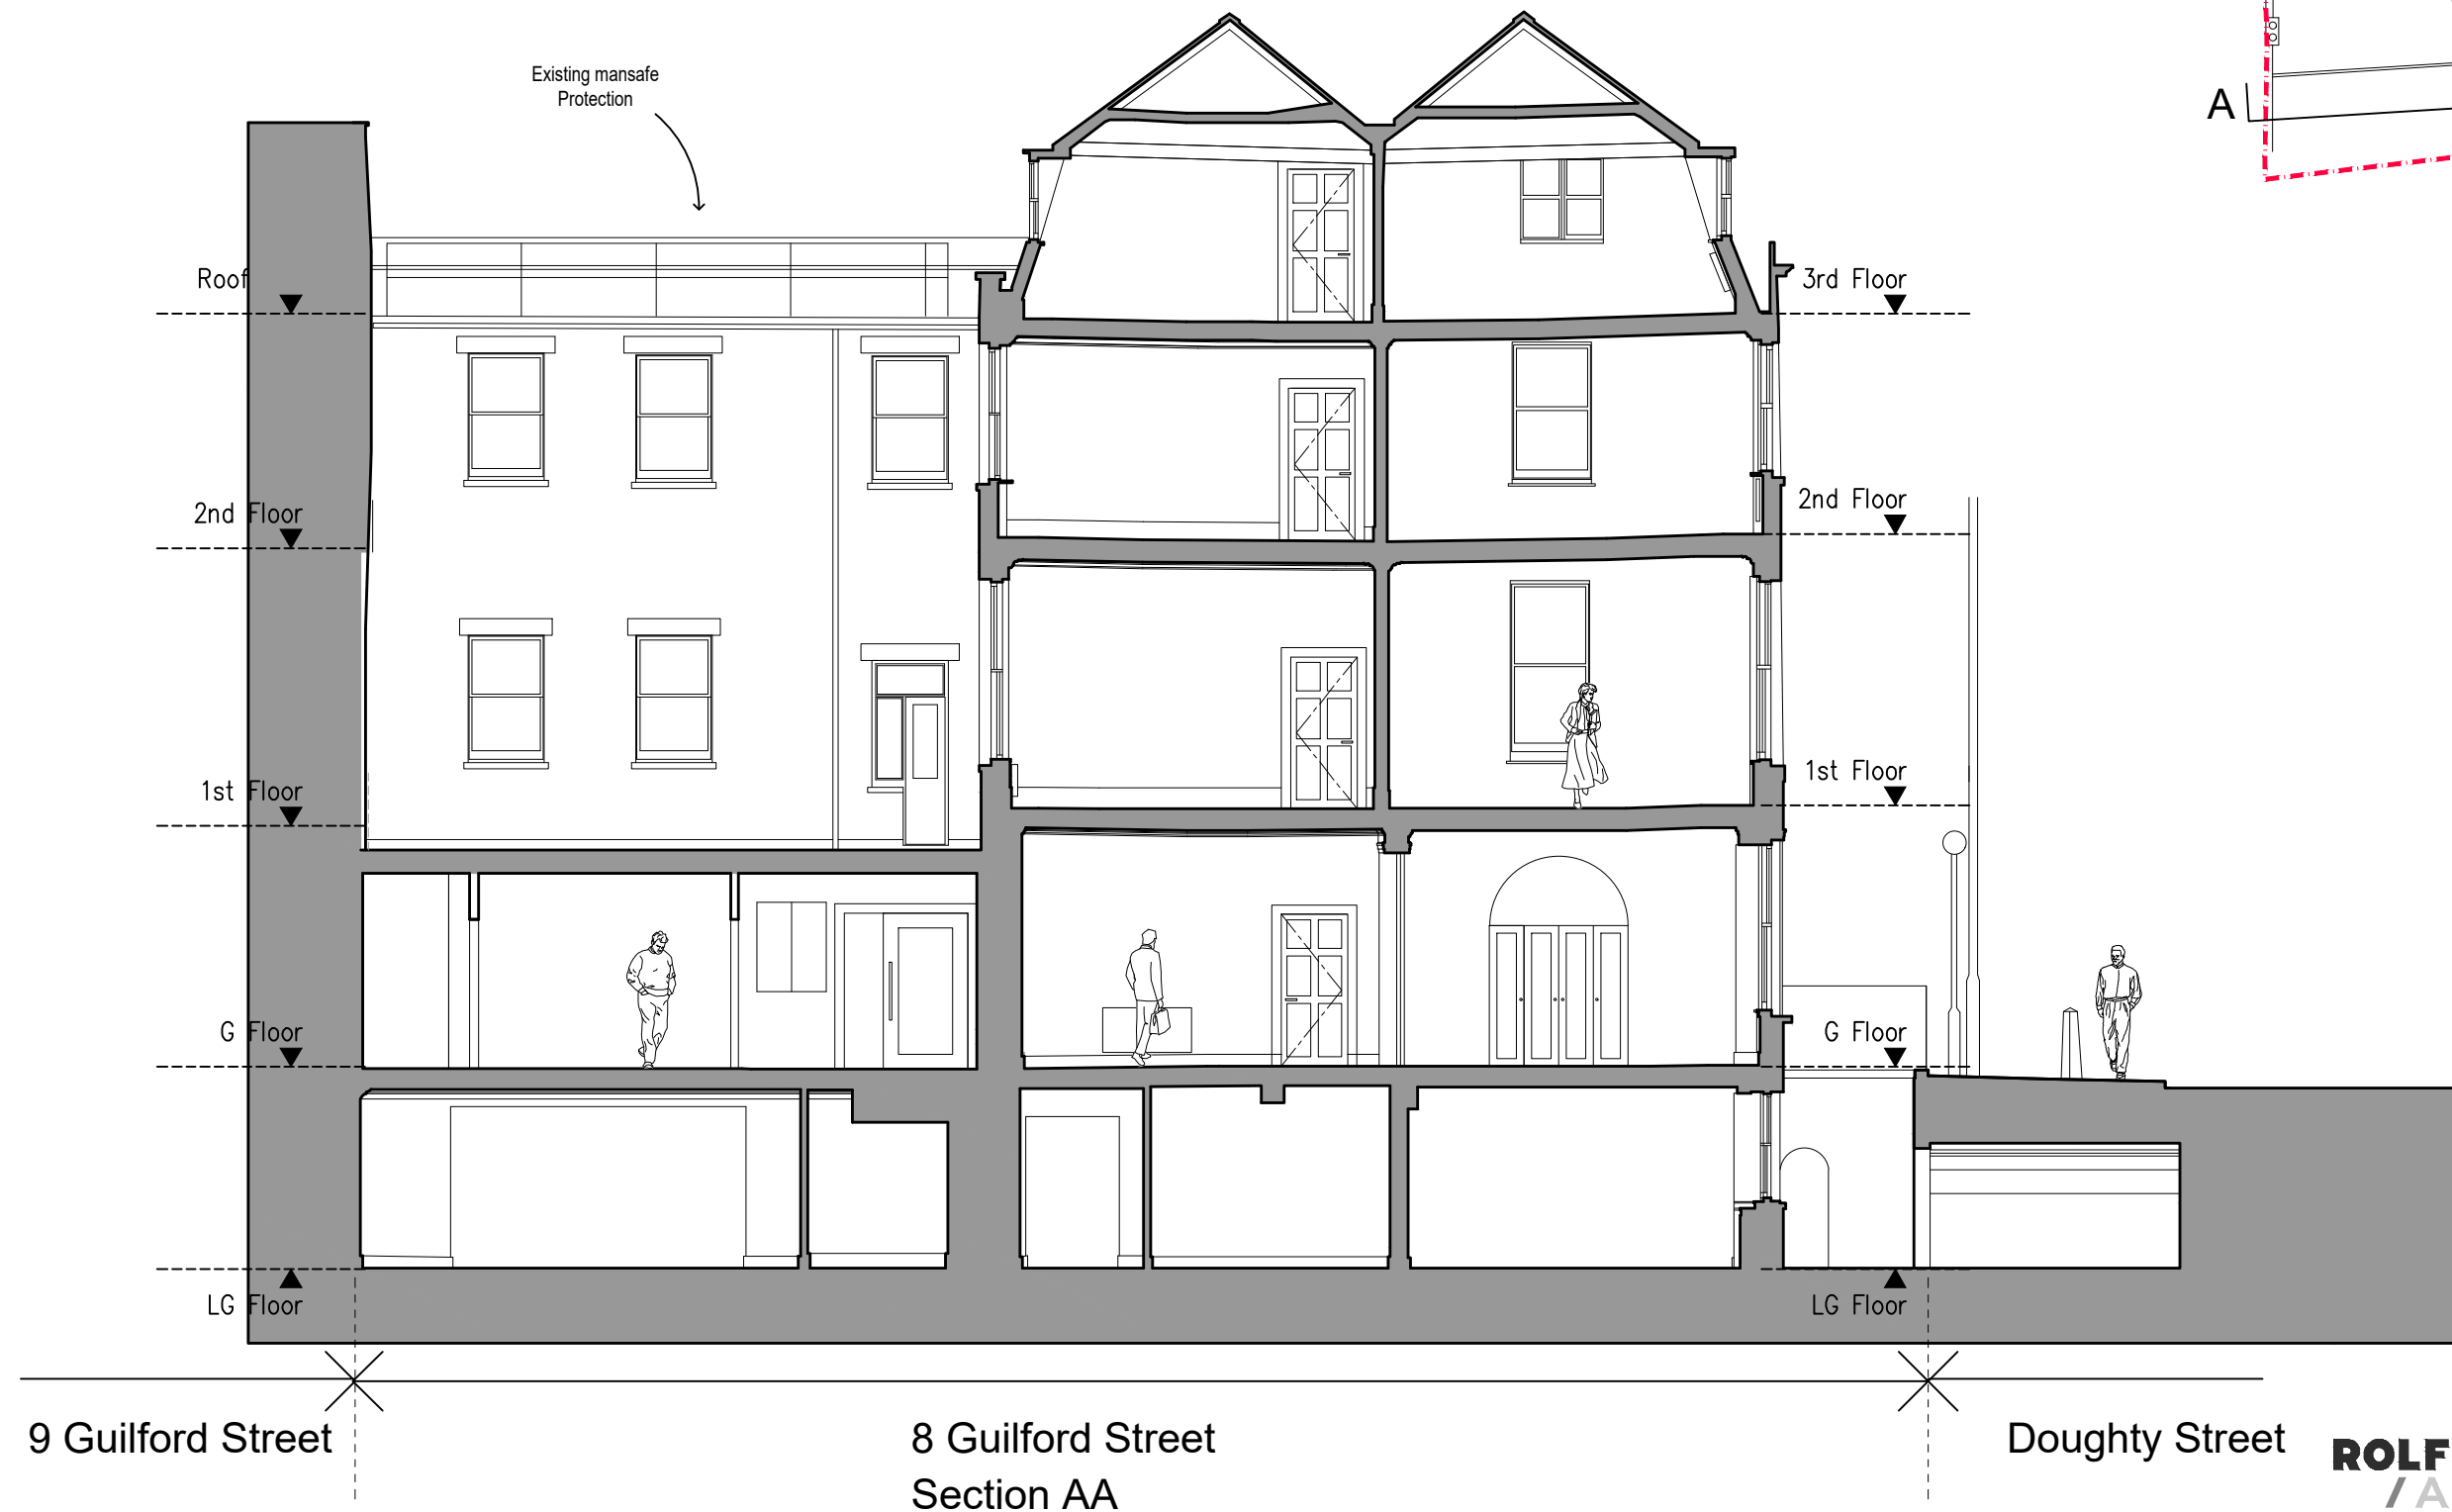 Existing mansafe
Protection
A
Roof
3rd Floor
2nd Floor
2nd Floor
1st Floor
1st Floor
G Floor
G Floor
LG Floor
LG Floor
9 Guilford Street
8 Guilford Street
Doughty Street
Section AA
ROLF
/ A